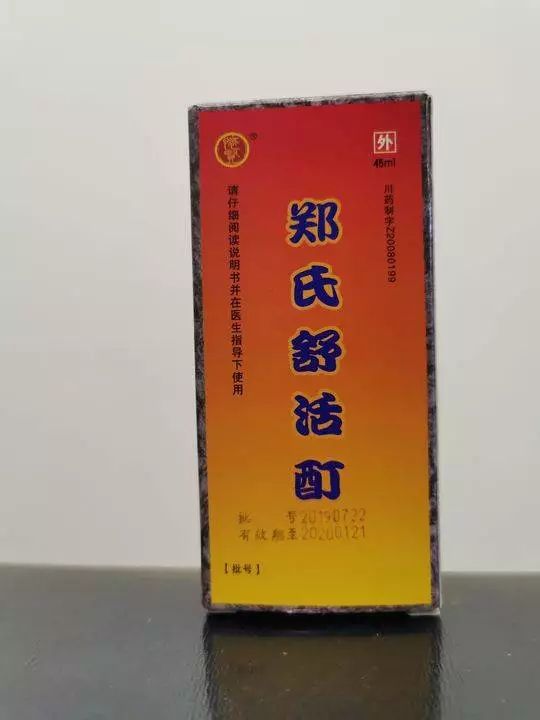 外
45ml
川药制字Z20080199
郑氏舒活酊
请仔细阅读说明书并在医生指导下使用
批 号20190722
有效期至20200121
【批号】